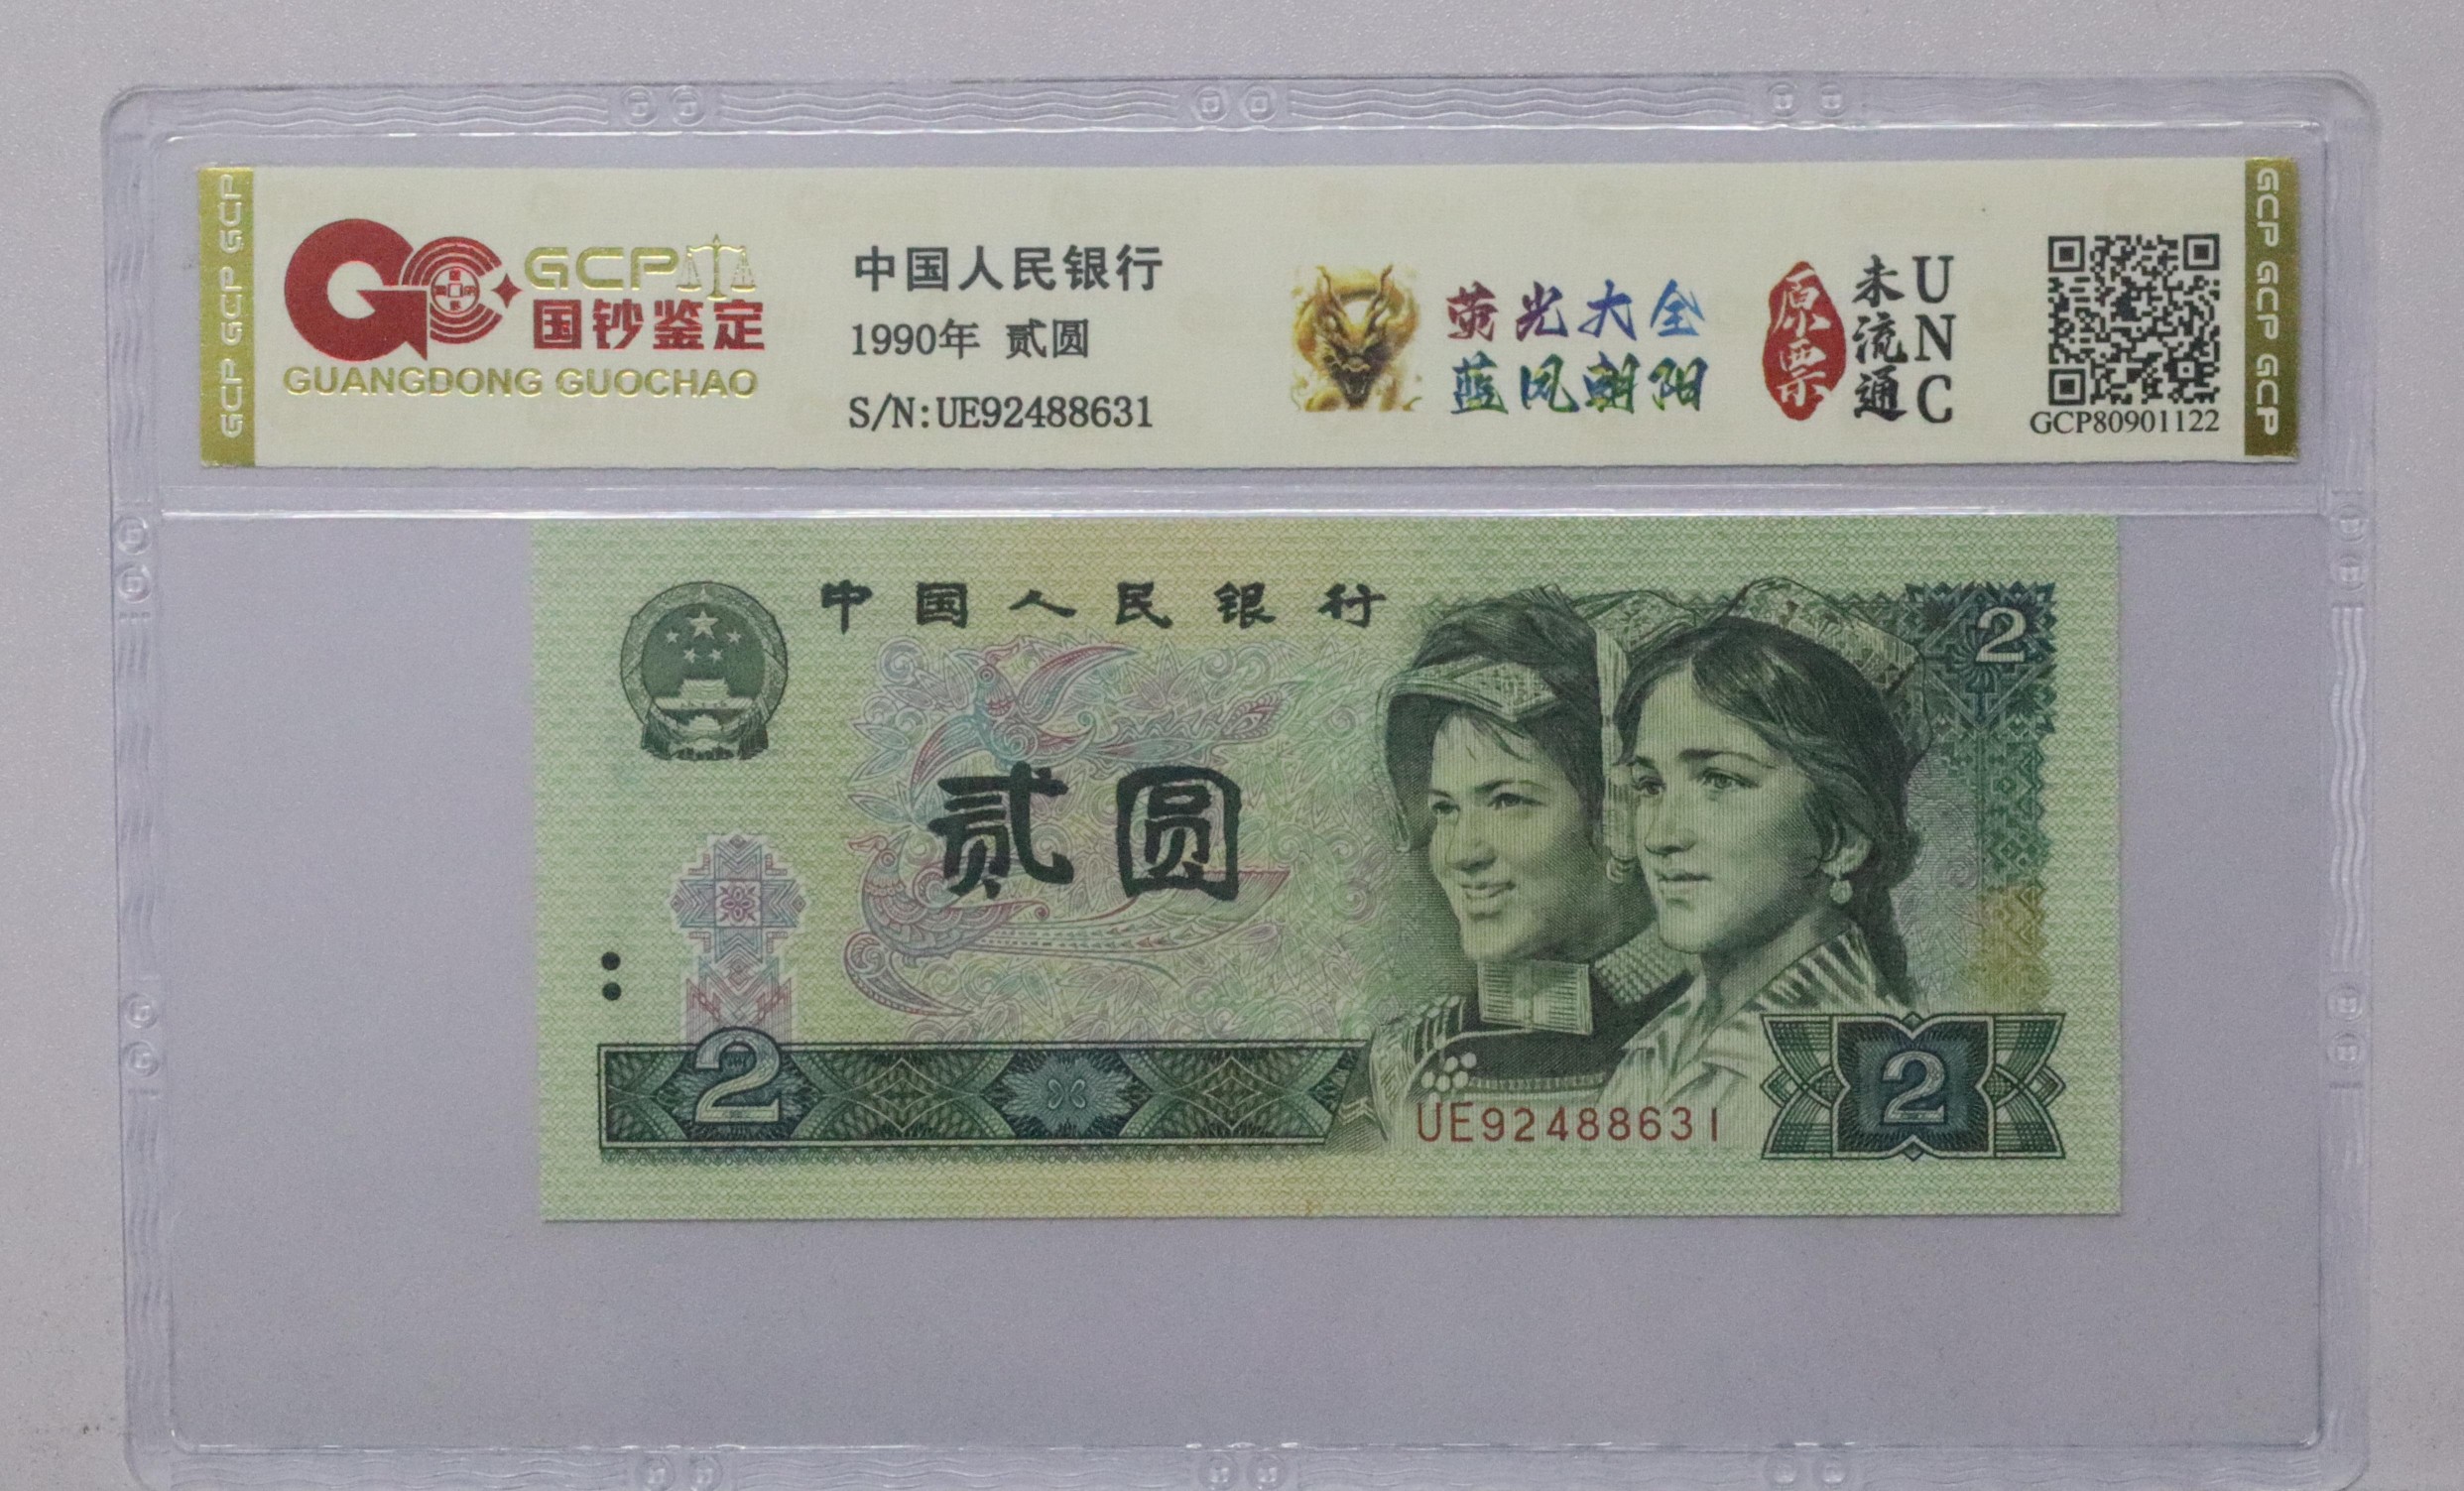 GCP GCP GCP
GCP
国钞鉴定
GUANGDONG GUOCHAO
中国人民银行
1990年 贰圆
S/N:UE92488631
荧光大全
蓝凤朝阳
原票
未流通
UNC
GCP80901122
GCP GCP GCP
中国人民银行
2
贰圆
2
UE92488631
2